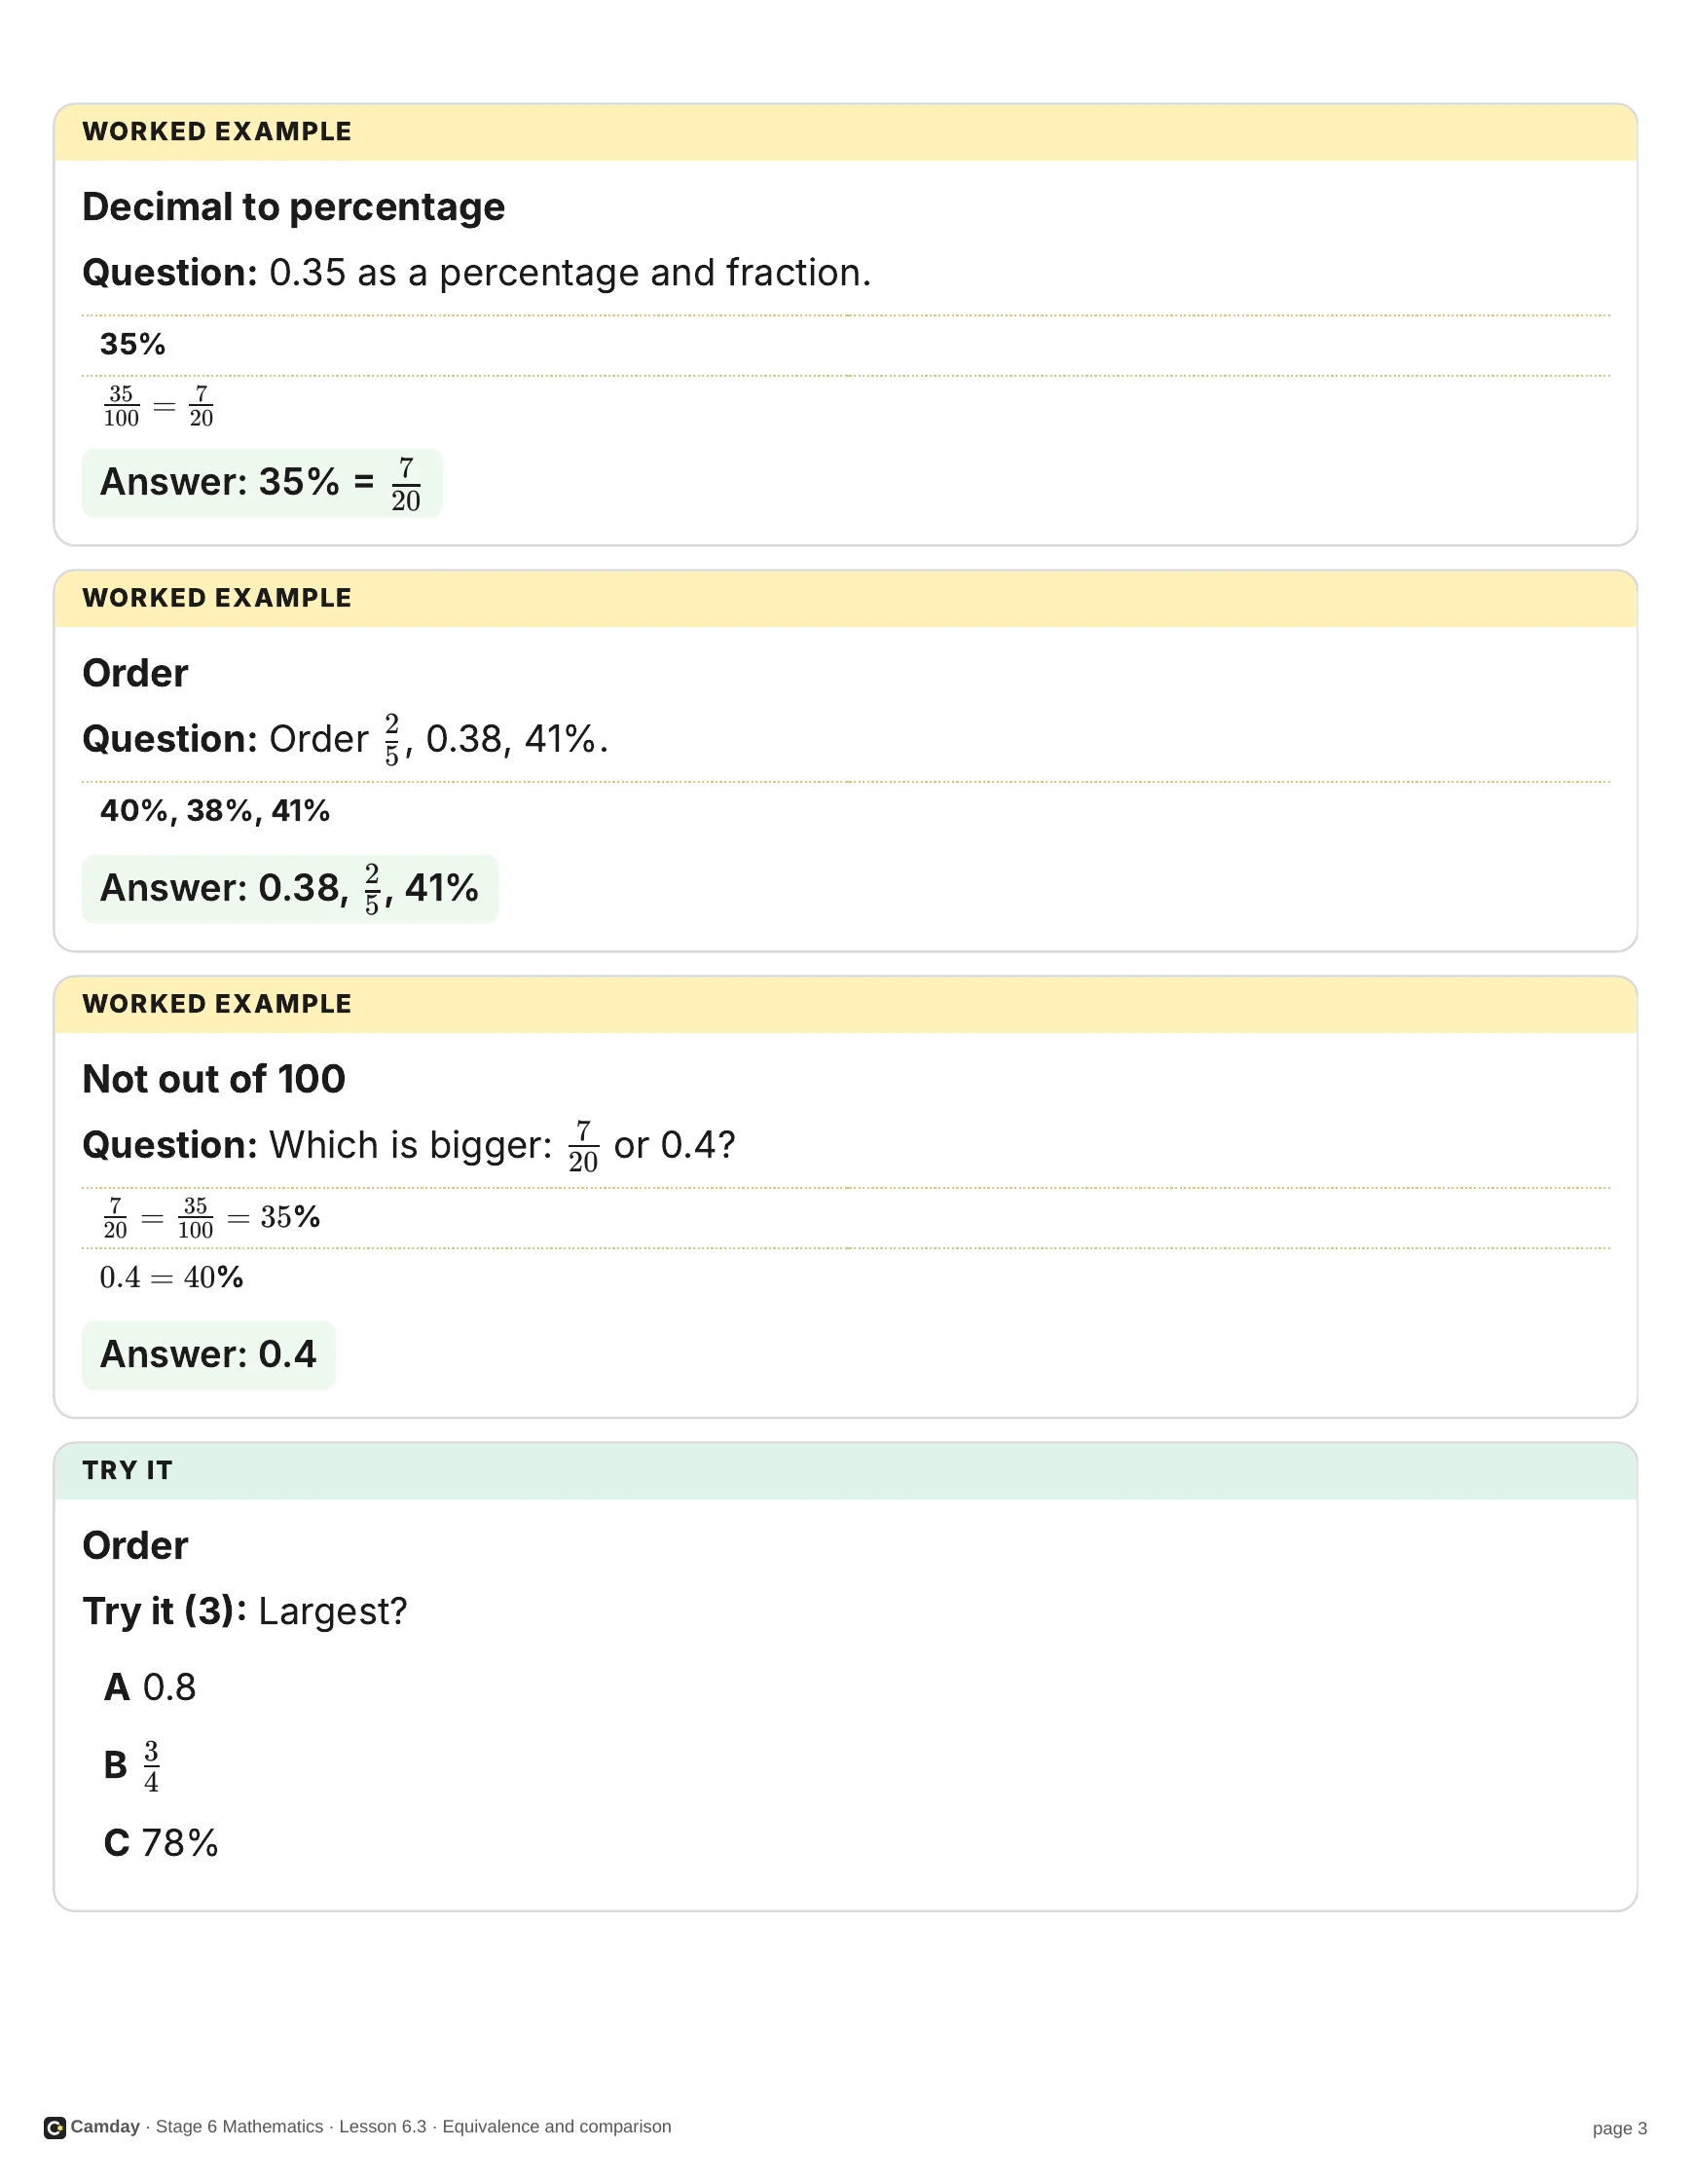 WORKED EXAMPLE
Decimal to percentage
Question: 0.35 as a percentage and fraction.
35%
35/100 = 7/20
Answer: 35% = 7/20
WORKED EXAMPLE
Order
Question: Order 2/5, 0.38, 41%.
40%, 38%, 41%
Answer: 0.38, 2/5, 41%
WORKED EXAMPLE
Not out of 100
Question: Which is bigger: 7/20 or 0.4?
7/20 = 35/100 = 35%
0.4 = 40%
Answer: 0.4
TRY IT
Order
Try it (3): Largest?
A 0.8
B 3/4
C 78%
Camday · Stage 6 Mathematics · Lesson 6.3 · Equivalence and comparison
page 3